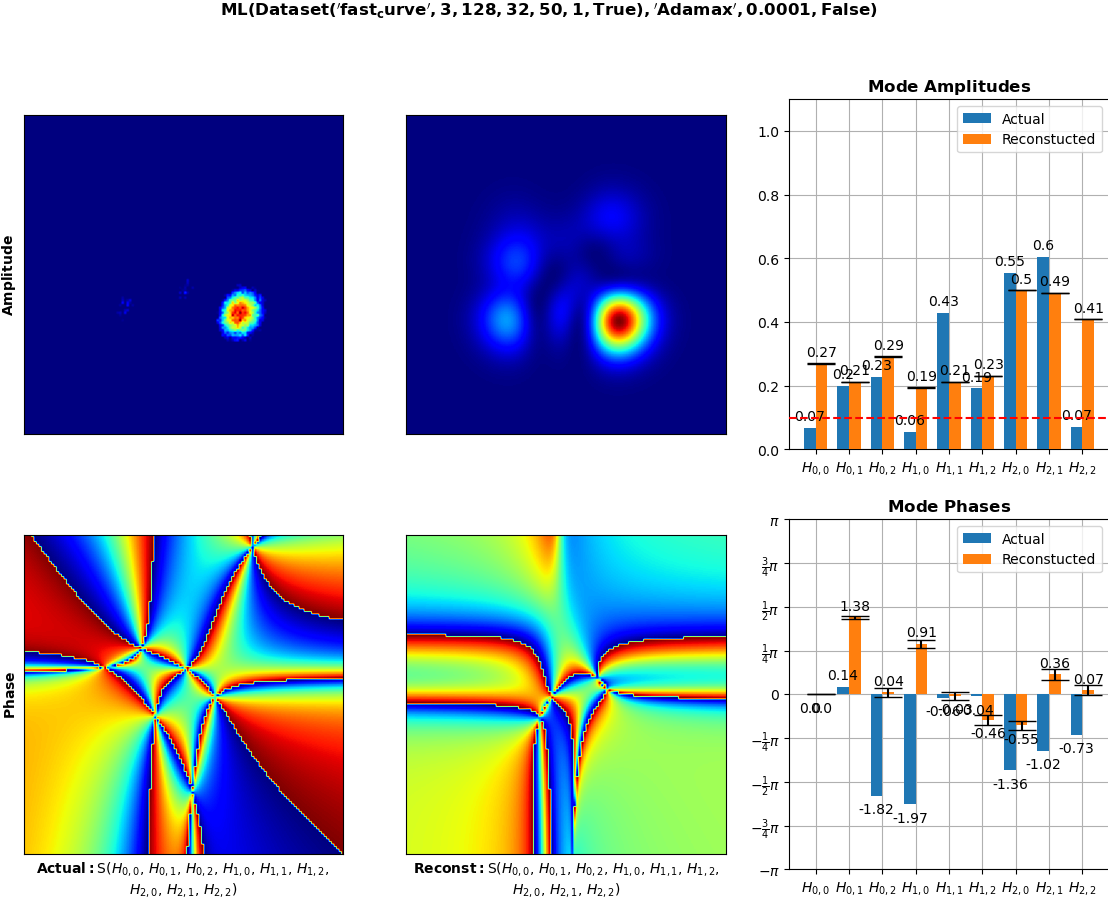 ML(Dataset('fast_curve', 3, 128, 32, 50, 1, True), 'Adamax', 0.0001, False)
Amplitude
Mode Amplitudes
Actual
Reconstucted
1.0
0.8
0.6
0.4
0.2
0.0
0.07
0.27
0.2
0.21
0.23
0.29
0.06
0.19
0.43
0.21
0.19
0.23
0.55
0.5
0.6
0.49
0.07
0.41
H0,0 H0,1 H0,2 H1,0 H1,1 H1,2 H2,0 H2,1 H2,2
Phase
Mode Phases
Actual
Reconstucted
π
3/4π
1/2π
1/4π
0
−1/4π
−1/2π
−3/4π
−π
0.0
0.0
0.14
1.38
-1.82
0.04
-1.97
0.91
-0.06
-0.03
-0.04
-0.46
-1.36
-0.55
-1.02
0.36
-0.73
0.07
H0,0 H0,1 H0,2 H1,0 H1,1 H1,2 H2,0 H2,1 H2,2
Actual: S(H0,0, H0,1, H0,2, H1,0, H1,1, H1,2,
H2,0, H2,1, H2,2)
Reconst: S(H0,0, H0,1, H0,2, H1,0, H1,1, H1,2,
H2,0, H2,1, H2,2)